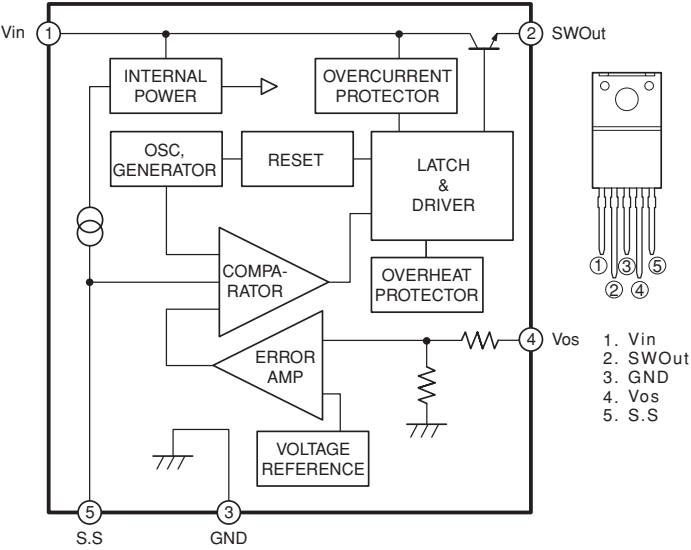 Vin
1
2
SWOut
INTERNAL
POWER
OVERCURRENT
PROTECTOR
OSC,
GENERATOR
RESET
LATCH
&
DRIVER
COMPA-
RATOR
OVERHEAT
PROTECTOR
ERROR
AMP
4
Vos
VOLTAGE
REFERENCE
5
S.S
3
GND
1
3
5
2
4
1. Vin
2. SWOut
3. GND
4. Vos
5. S.S